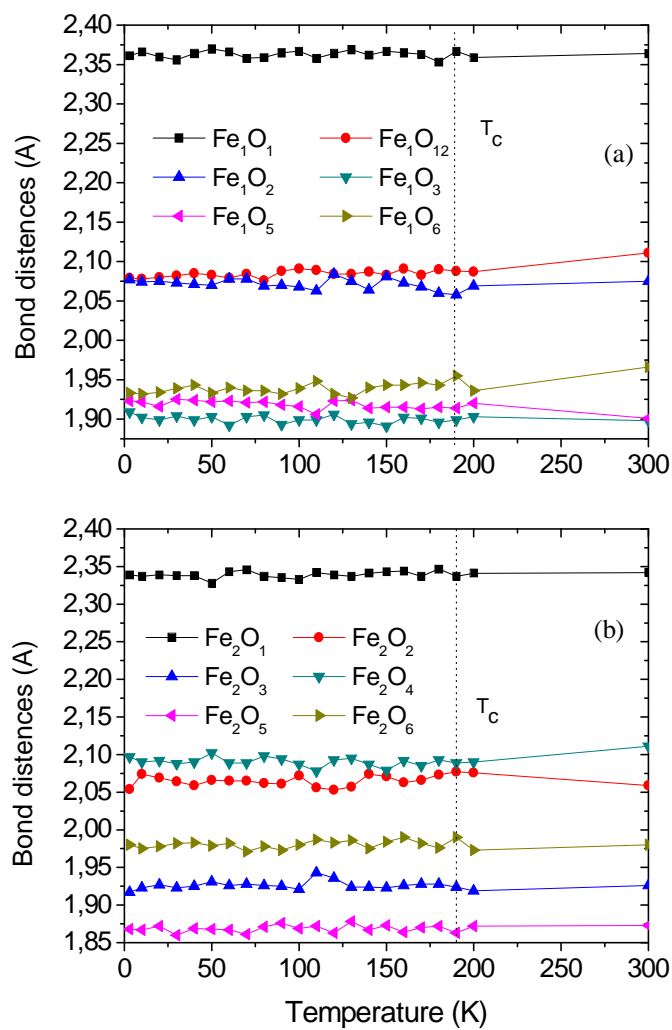 2,40
2,35
2,30
2,25
2,20
2,15
2,10
2,05
2,00
1,95
1,90
Bond distences (A)
Fe1O1 Fe1O12
Fe1O2 Fe1O3
Fe1O5 Fe1O6
TC
(a)
0 50 100 150 200 250 300
2,40
2,35
2,30
2,25
2,20
2,15
2,10
2,05
2,00
1,95
1,90
1,85
Bond distences (A)
Fe2O1 Fe2O2
Fe2O3 Fe2O4
Fe2O5 Fe2O6
TC
(b)
0 50 100 150 200 250 300
Temperature (K)